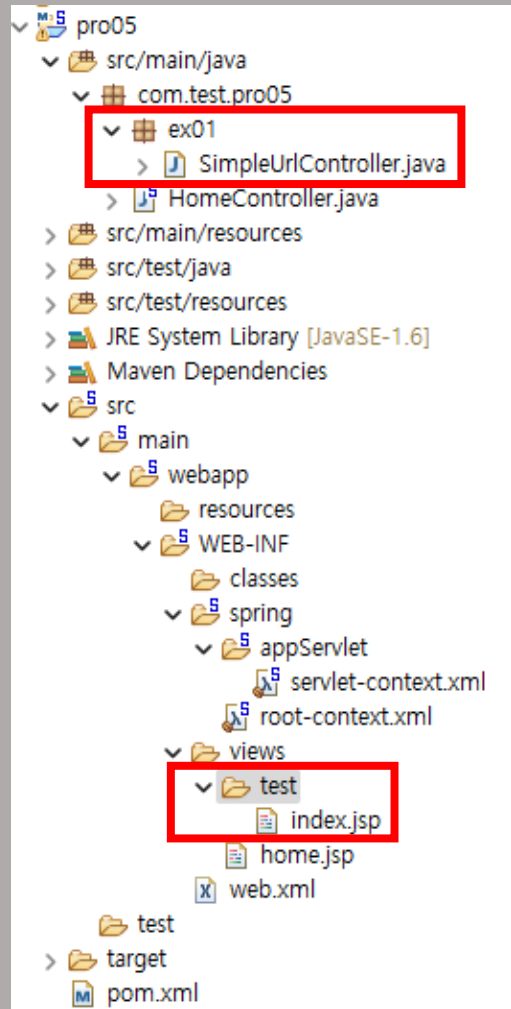 pro05
src/main/java
com.test.pro05
ex01
SimpleUrlController.java
HomeController.java
src/main/resources
src/test/java
src/test/resources
JRE System Library [JavaSE-1.6]
Maven Dependencies
src
main
webapp
resources
WEB-INF
classes
spring
appServlet
servlet-context.xml
root-context.xml
views
test
index.jsp
home.jsp
web.xml
test
target
pom.xml